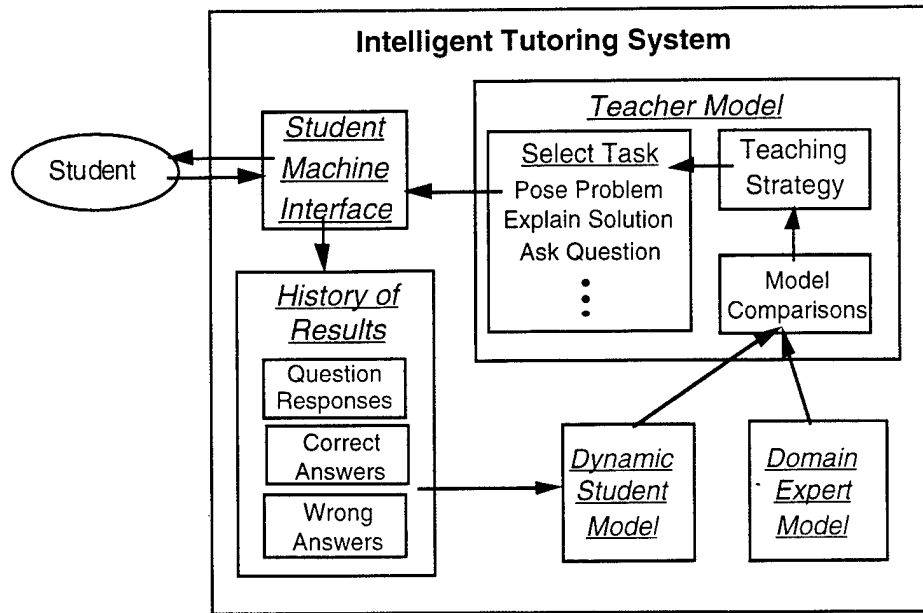 Intelligent Tutoring System
Student
Student
Machine
Interface
Teacher Model
Select Task
Pose Problem
Explain Solution
Ask Question
Teaching
Strategy
Model
Comparisons
History of
Results
Question
Responses
Correct
Answers
Wrong
Answers
Dynamic
Student
Model
Domain
Expert
Model